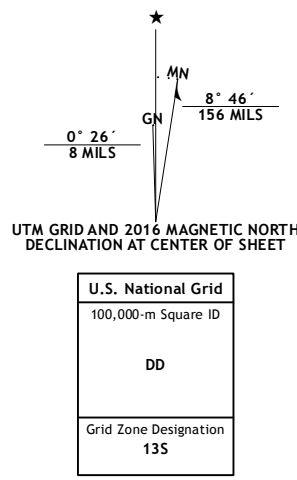 ★
MN
GN
8° 46´
156 MILS
0° 26´
8 MILS
UTM GRID AND 2016 MAGNETIC NORTH
DECLINATION AT CENTER OF SHEET
U.S. National Grid
100,000-m Square ID
DD
Grid Zone Designation
13S